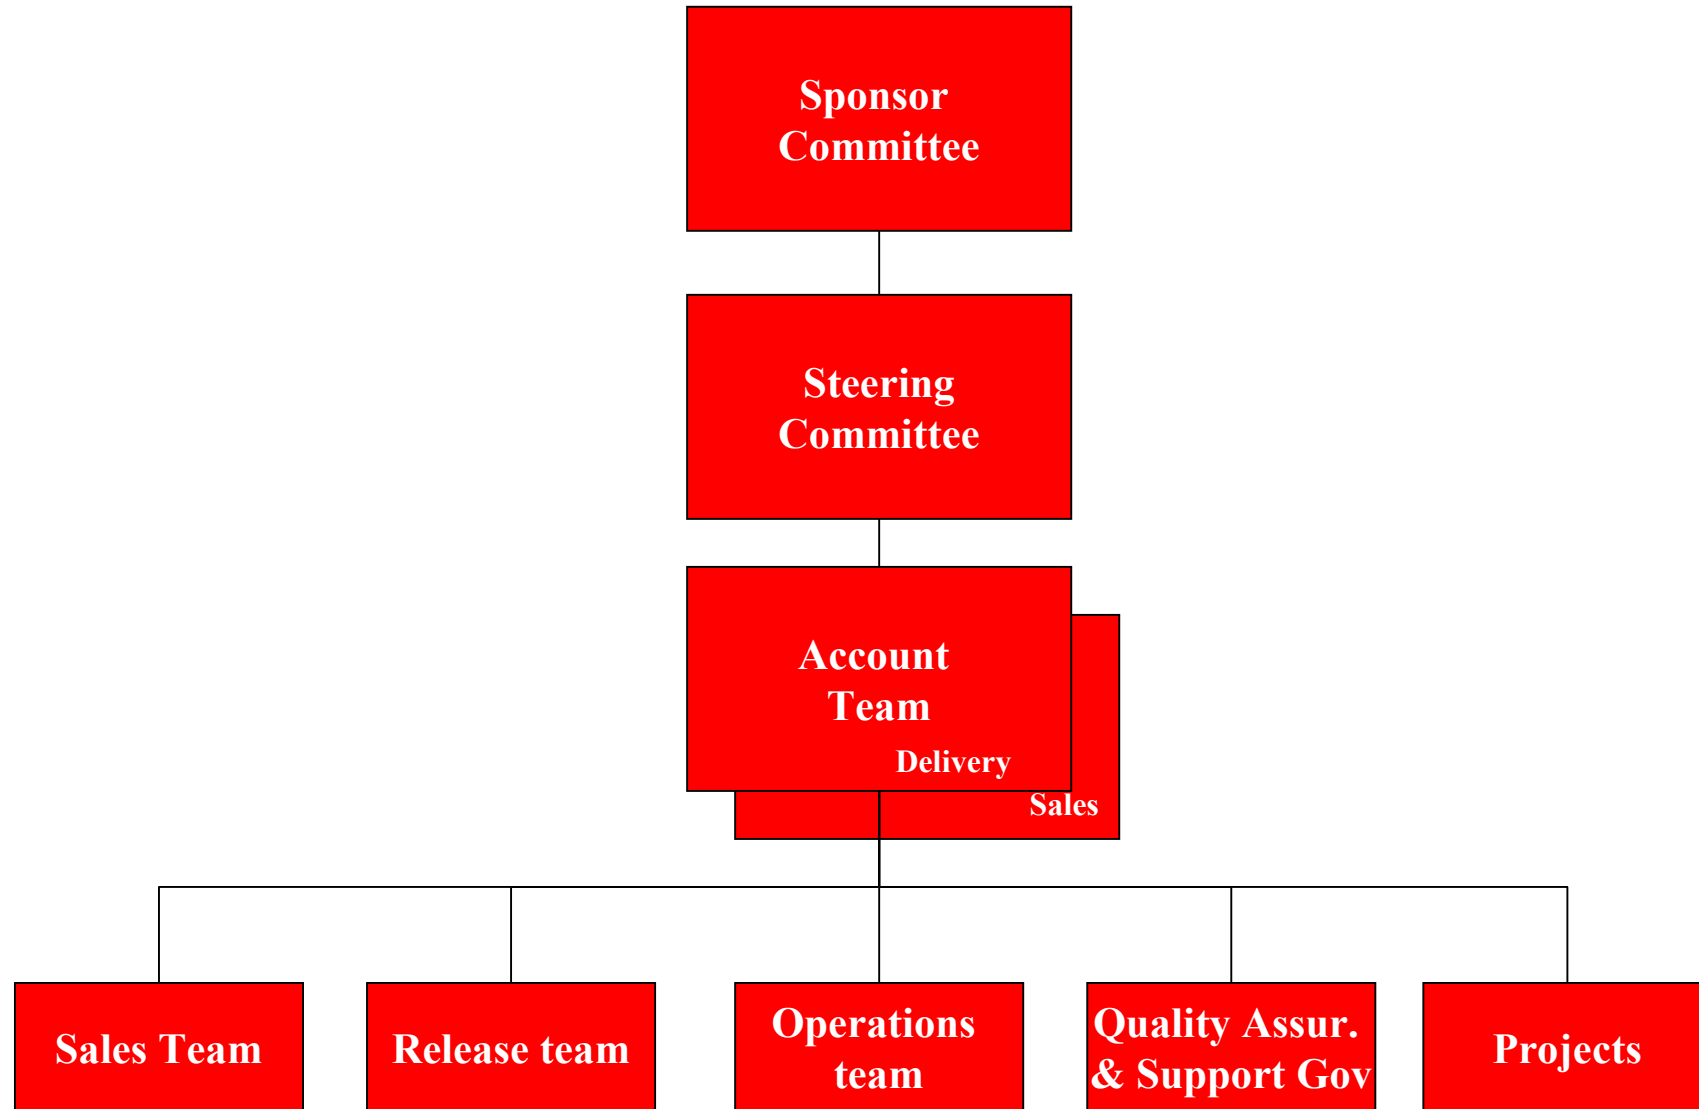 Sponsor
Committee
Steering
Committee
Account
Team
Delivery
Sales
Sales Team
Release team
Operations
team
Quality Assur.
& Support Gov
Projects